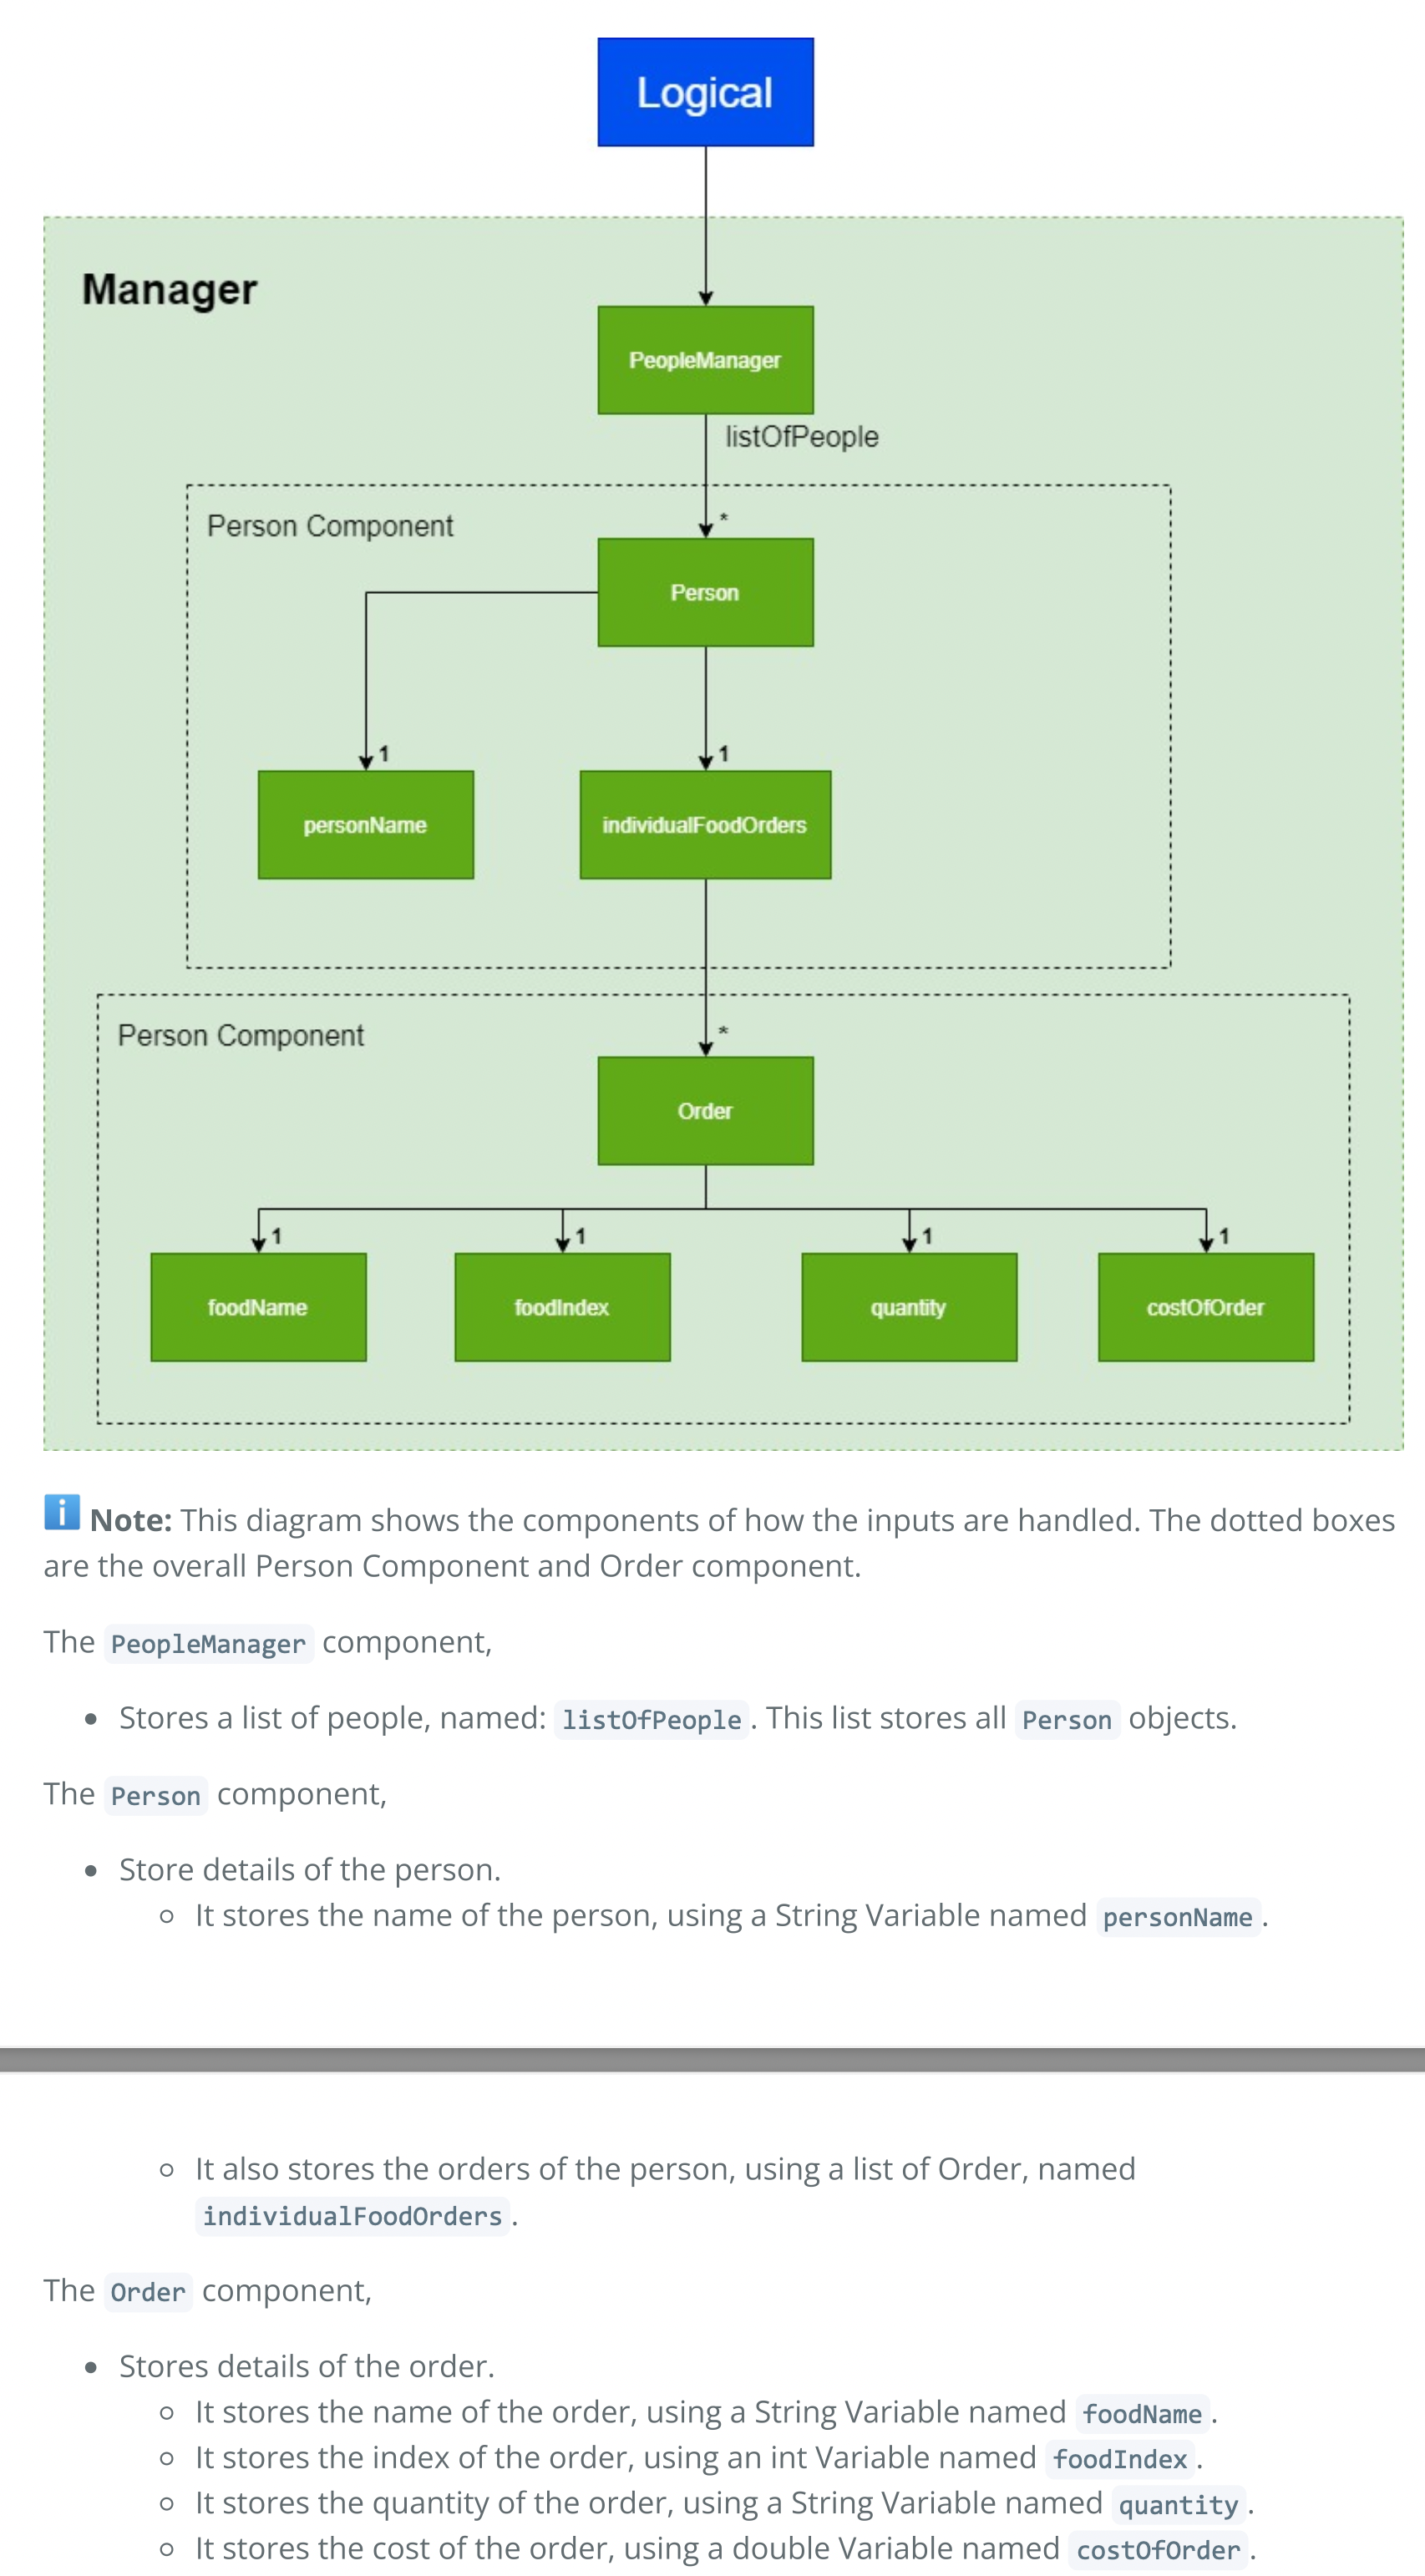 Logical
Manager
PeopleManager
listOfPeople
Person Component
*
Person
1
1
personName
individualFoodOrders
Person Component
*
Order
1
1
1
1
foodName
foodIndex
quantity
costOfOrder
i Note: This diagram shows the components of how the inputs are handled. The dotted boxes
are the overall Person Component and Order component.
The PeopleManager component,
• Stores a list of people, named: listOfPeople. This list stores all Person objects.
The Person component,
• Store details of the person.
○ It stores the name of the person, using a String Variable named personName.
○ It also stores the orders of the person, using a list of Order, named
individualFoodOrders.
The Order component,
• Stores details of the order.
○ It stores the name of the order, using a String Variable named foodName.
○ It stores the index of the order, using an int Variable named foodIndex.
○ It stores the quantity of the order, using a String Variable named quantity.
○ It stores the cost of the order, using a double Variable named costOfOrder.